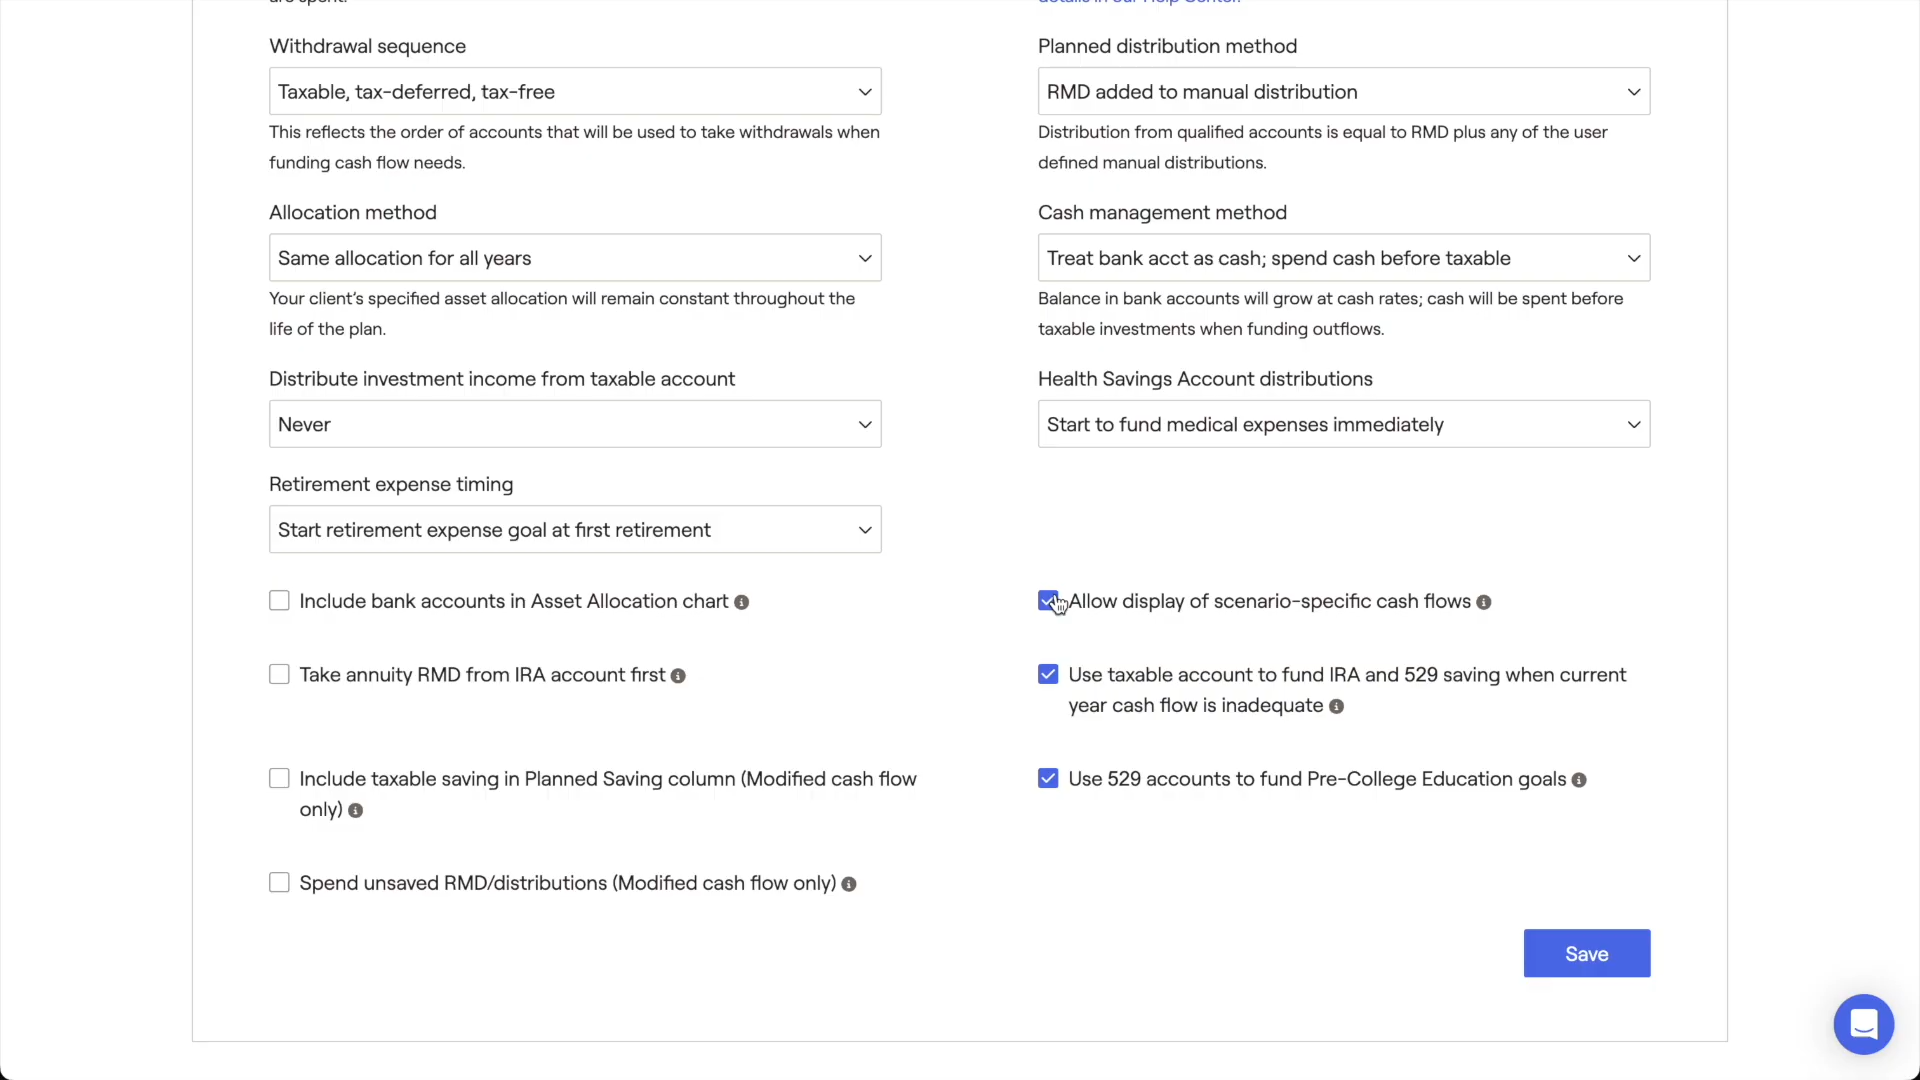 are spent.
details in our Help Center.
Withdrawal sequence
Taxable, tax-deferred, tax-free
This reflects the order of accounts that will be used to take withdrawals when
funding cash flow needs.
Planned distribution method
RMD added to manual distribution
Distribution from qualified accounts is equal to RMD plus any of the user
defined manual distributions.
Allocation method
Same allocation for all years
Your client's specified asset allocation will remain constant throughout the
life of the plan.
Cash management method
Treat bank acct as cash; spend cash before taxable
Balance in bank accounts will grow at cash rates; cash will be spent before
taxable investments when funding outflows.
Distribute investment income from taxable account
Never
Health Savings Account distributions
Start to fund medical expenses immediately
Retirement expense timing
Start retirement expense goal at first retirement
Include bank accounts in Asset Allocation chart
Allow display of scenario-specific cash flows
Take annuity RMD from IRA account first
Use taxable account to fund IRA and 529 saving when current
year cash flow is inadequate
Include taxable saving in Planned Saving column (Modified cash flow
only)
Use 529 accounts to fund Pre-College Education goals
Spend unsaved RMD/distributions (Modified cash flow only)
Save